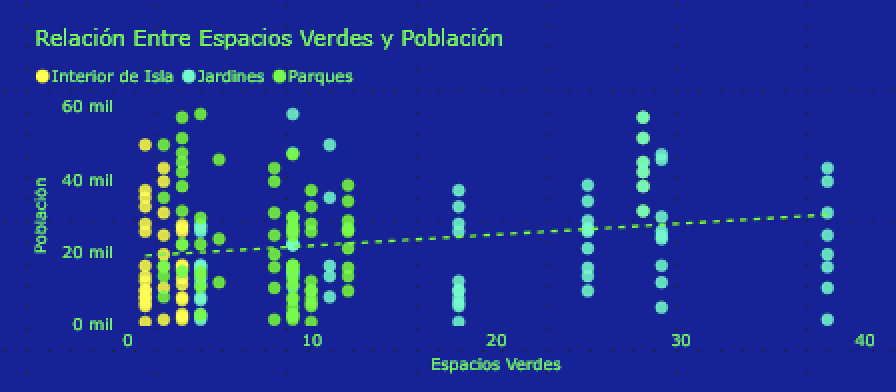 Relación Entre Espacios Verdes y Población
Interior de Isla Jardines Parques
60 mil
40 mil
20 mil
0 mil
Población
0 10 20 30 40
Espacios Verdes